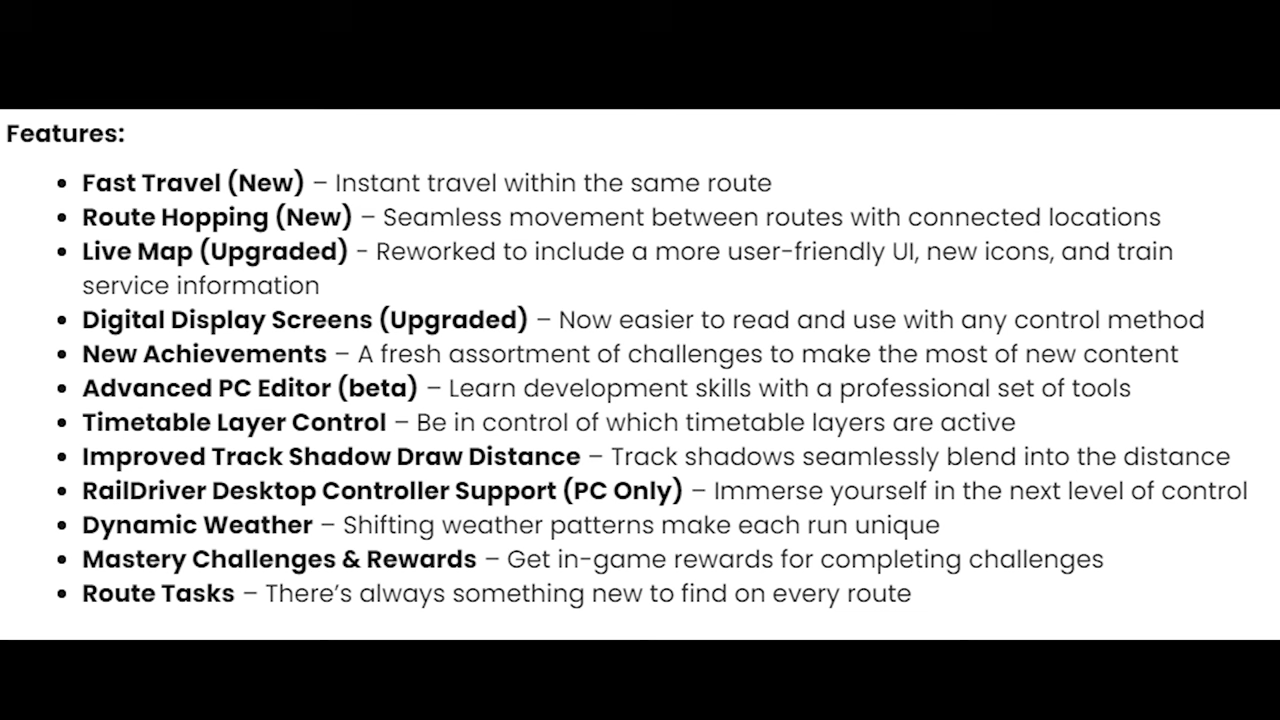 Features:
• Fast Travel (New) – Instant travel within the same route
• Route Hopping (New) – Seamless movement between routes with connected locations
• Live Map (Upgraded) - Reworked to include a more user-friendly UI, new icons, and train
service information
• Digital Display Screens (Upgraded) – Now easier to read and use with any control method
• New Achievements – A fresh assortment of challenges to make the most of new content
• Advanced PC Editor (beta) – Learn development skills with a professional set of tools
• Timetable Layer Control – Be in control of which timetable layers are active
• Improved Track Shadow Draw Distance – Track shadows seamlessly blend into the distance
• RailDriver Desktop Controller Support (PC Only) – Immerse yourself in the next level of control
• Dynamic Weather – Shifting weather patterns make each run unique
• Mastery Challenges & Rewards – Get in-game rewards for completing challenges
• Route Tasks – There’s always something new to find on every route